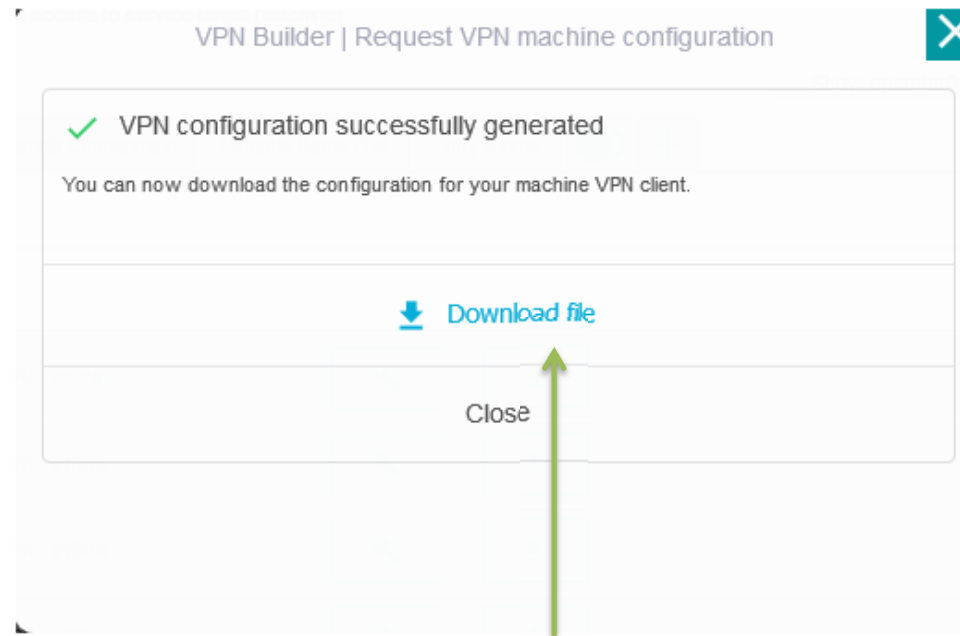 VPN Builder | Request VPN machine configuration
VPN configuration successfully generated
You can now download the configuration for your machine VPN client.
Download file
Close